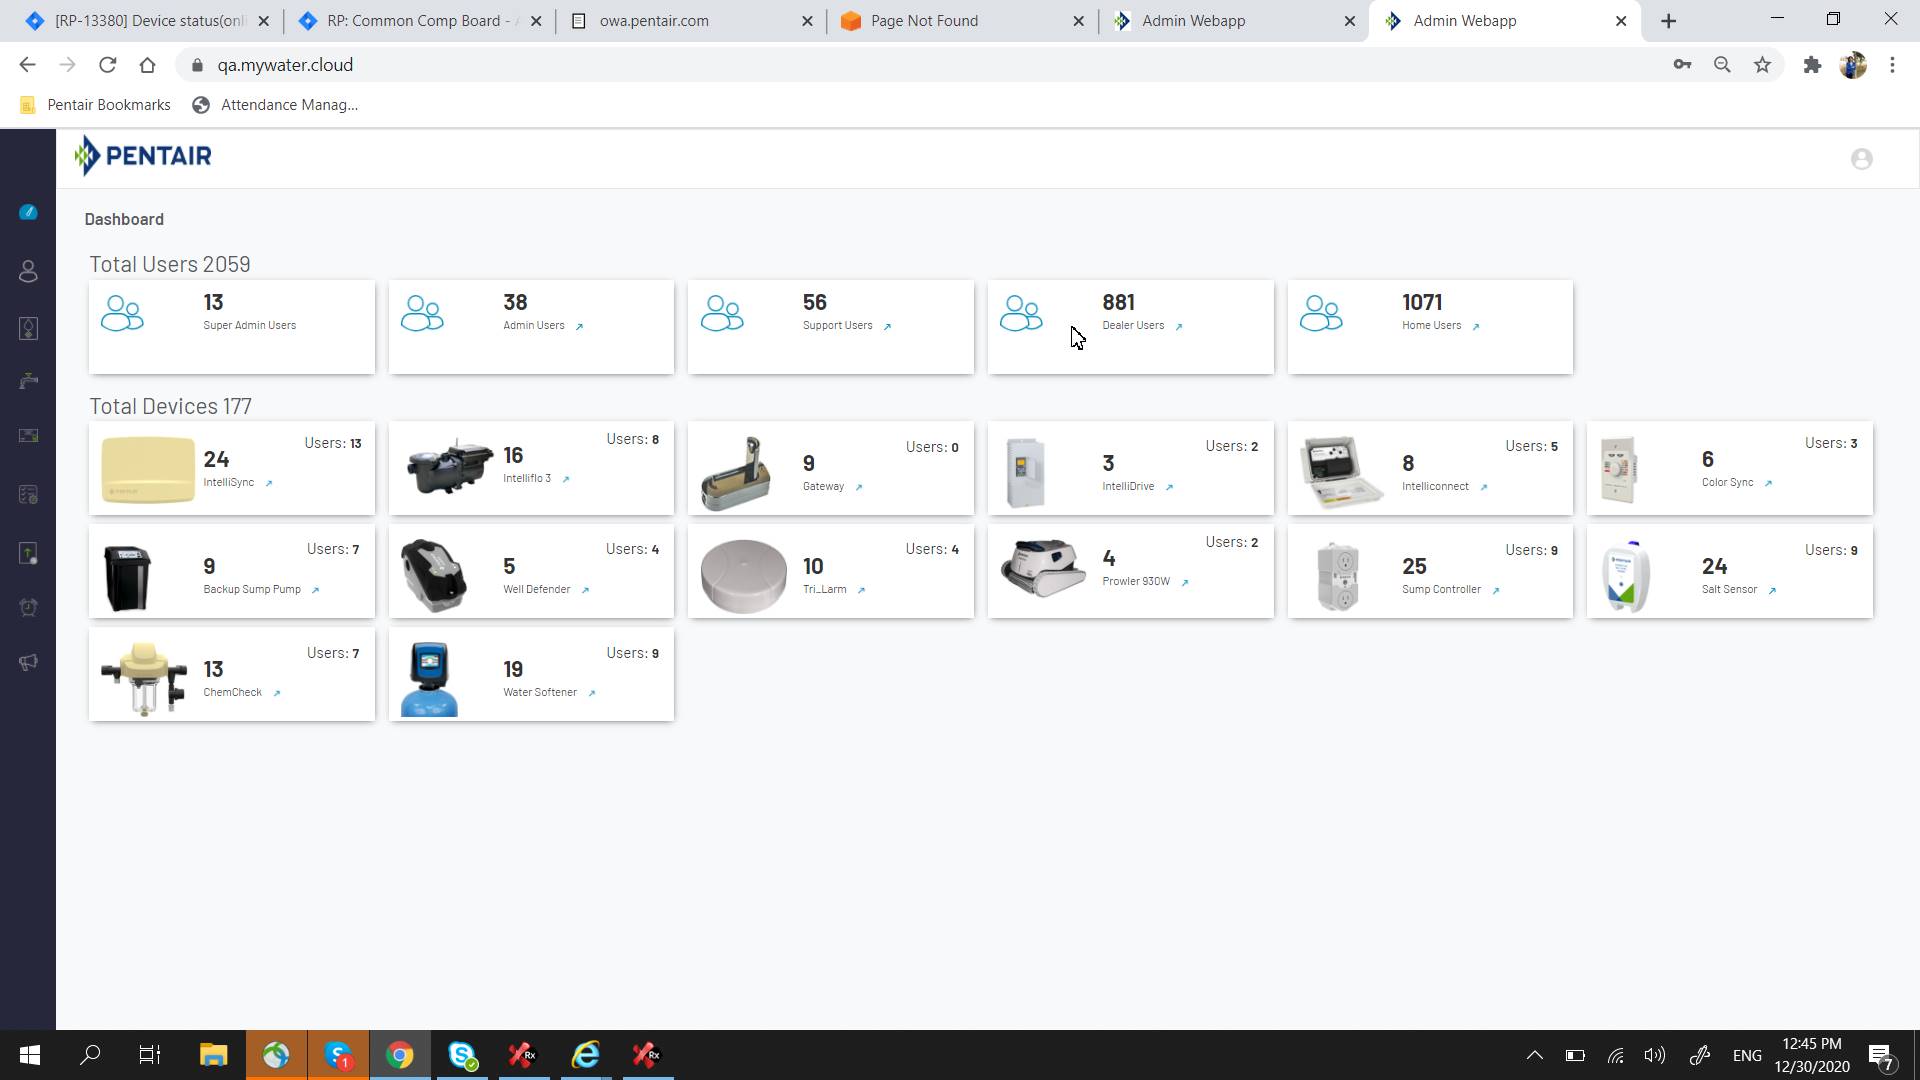 [RP-13380] Device status(onl
RP: Common Comp Board - A
owa.pentair.com
Page Not Found
Admin Webapp
Admin Webapp
qa.mywater.cloud
Pentair Bookmarks
Attendance Manag...
PENTAIR
Dashboard
Total Users 2059
13
Super Admin Users
38
Admin Users
56
Support Users
881
Dealer Users
1071
Home Users
Total Devices 177
Users: 13
24
IntelliSync
Users: 8
16
Intelliflo 3
Users: 0
9
Gateway
Users: 2
3
IntelliDrive
Users: 5
8
Intelliconnect
Users: 3
6
Color Sync
Users: 7
9
Backup Sump Pump
Users: 4
5
Well Defender
Users: 4
10
Tri_Larm
Users: 2
4
Prowler 930W
Users: 9
25
Sump Controller
Users: 9
24
Salt Sensor
Users: 7
13
ChemCheck
Users: 9
19
Water Softener
1
Rx
Rx
ENG
12:45 PM
12/30/2020
7